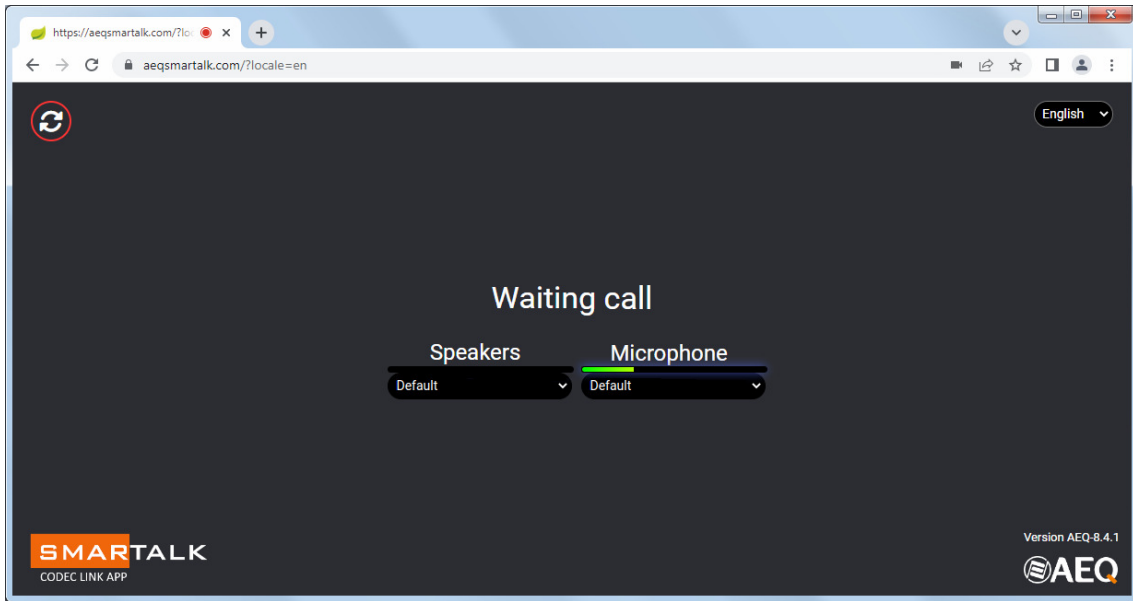 https://aeqsmartalk.com/?lo
aeqsmartalk.com/?locale=en
English
Waiting call
Speakers
Microphone
Default
Default
SMARTALK
CODEC LINK APP
Version AEQ-8.4.1
AEQ